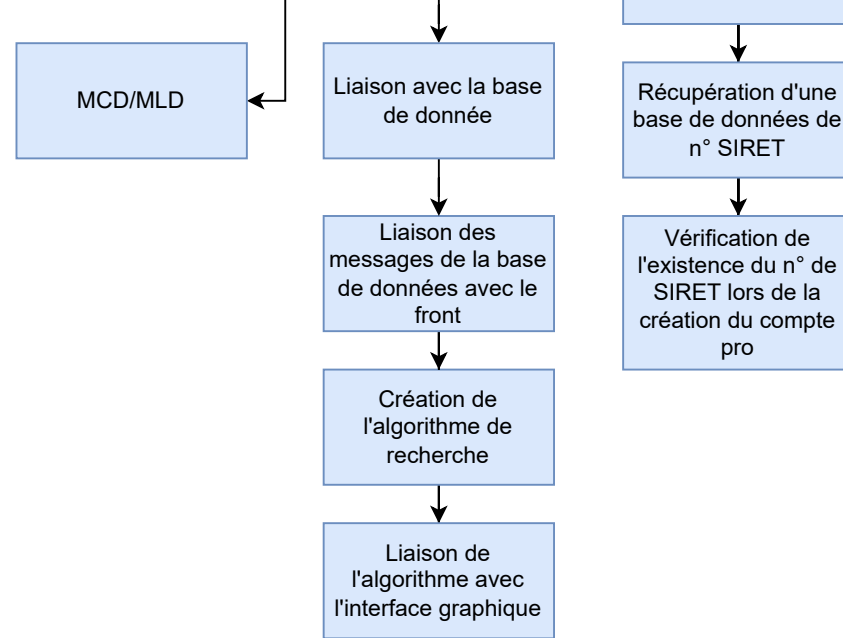 MCD/MLD
Liaison avec la base
de donnée
Liaison des
messages de la base
de données avec le
front
Création de
l'algorithme de
recherche
Liaison de
l'algorithme avec
l'interface graphique
Récupération d'une
base de données de
n° SIRET
Vérification de
l'existence du n° de
SIRET lors de la
création du compte
pro